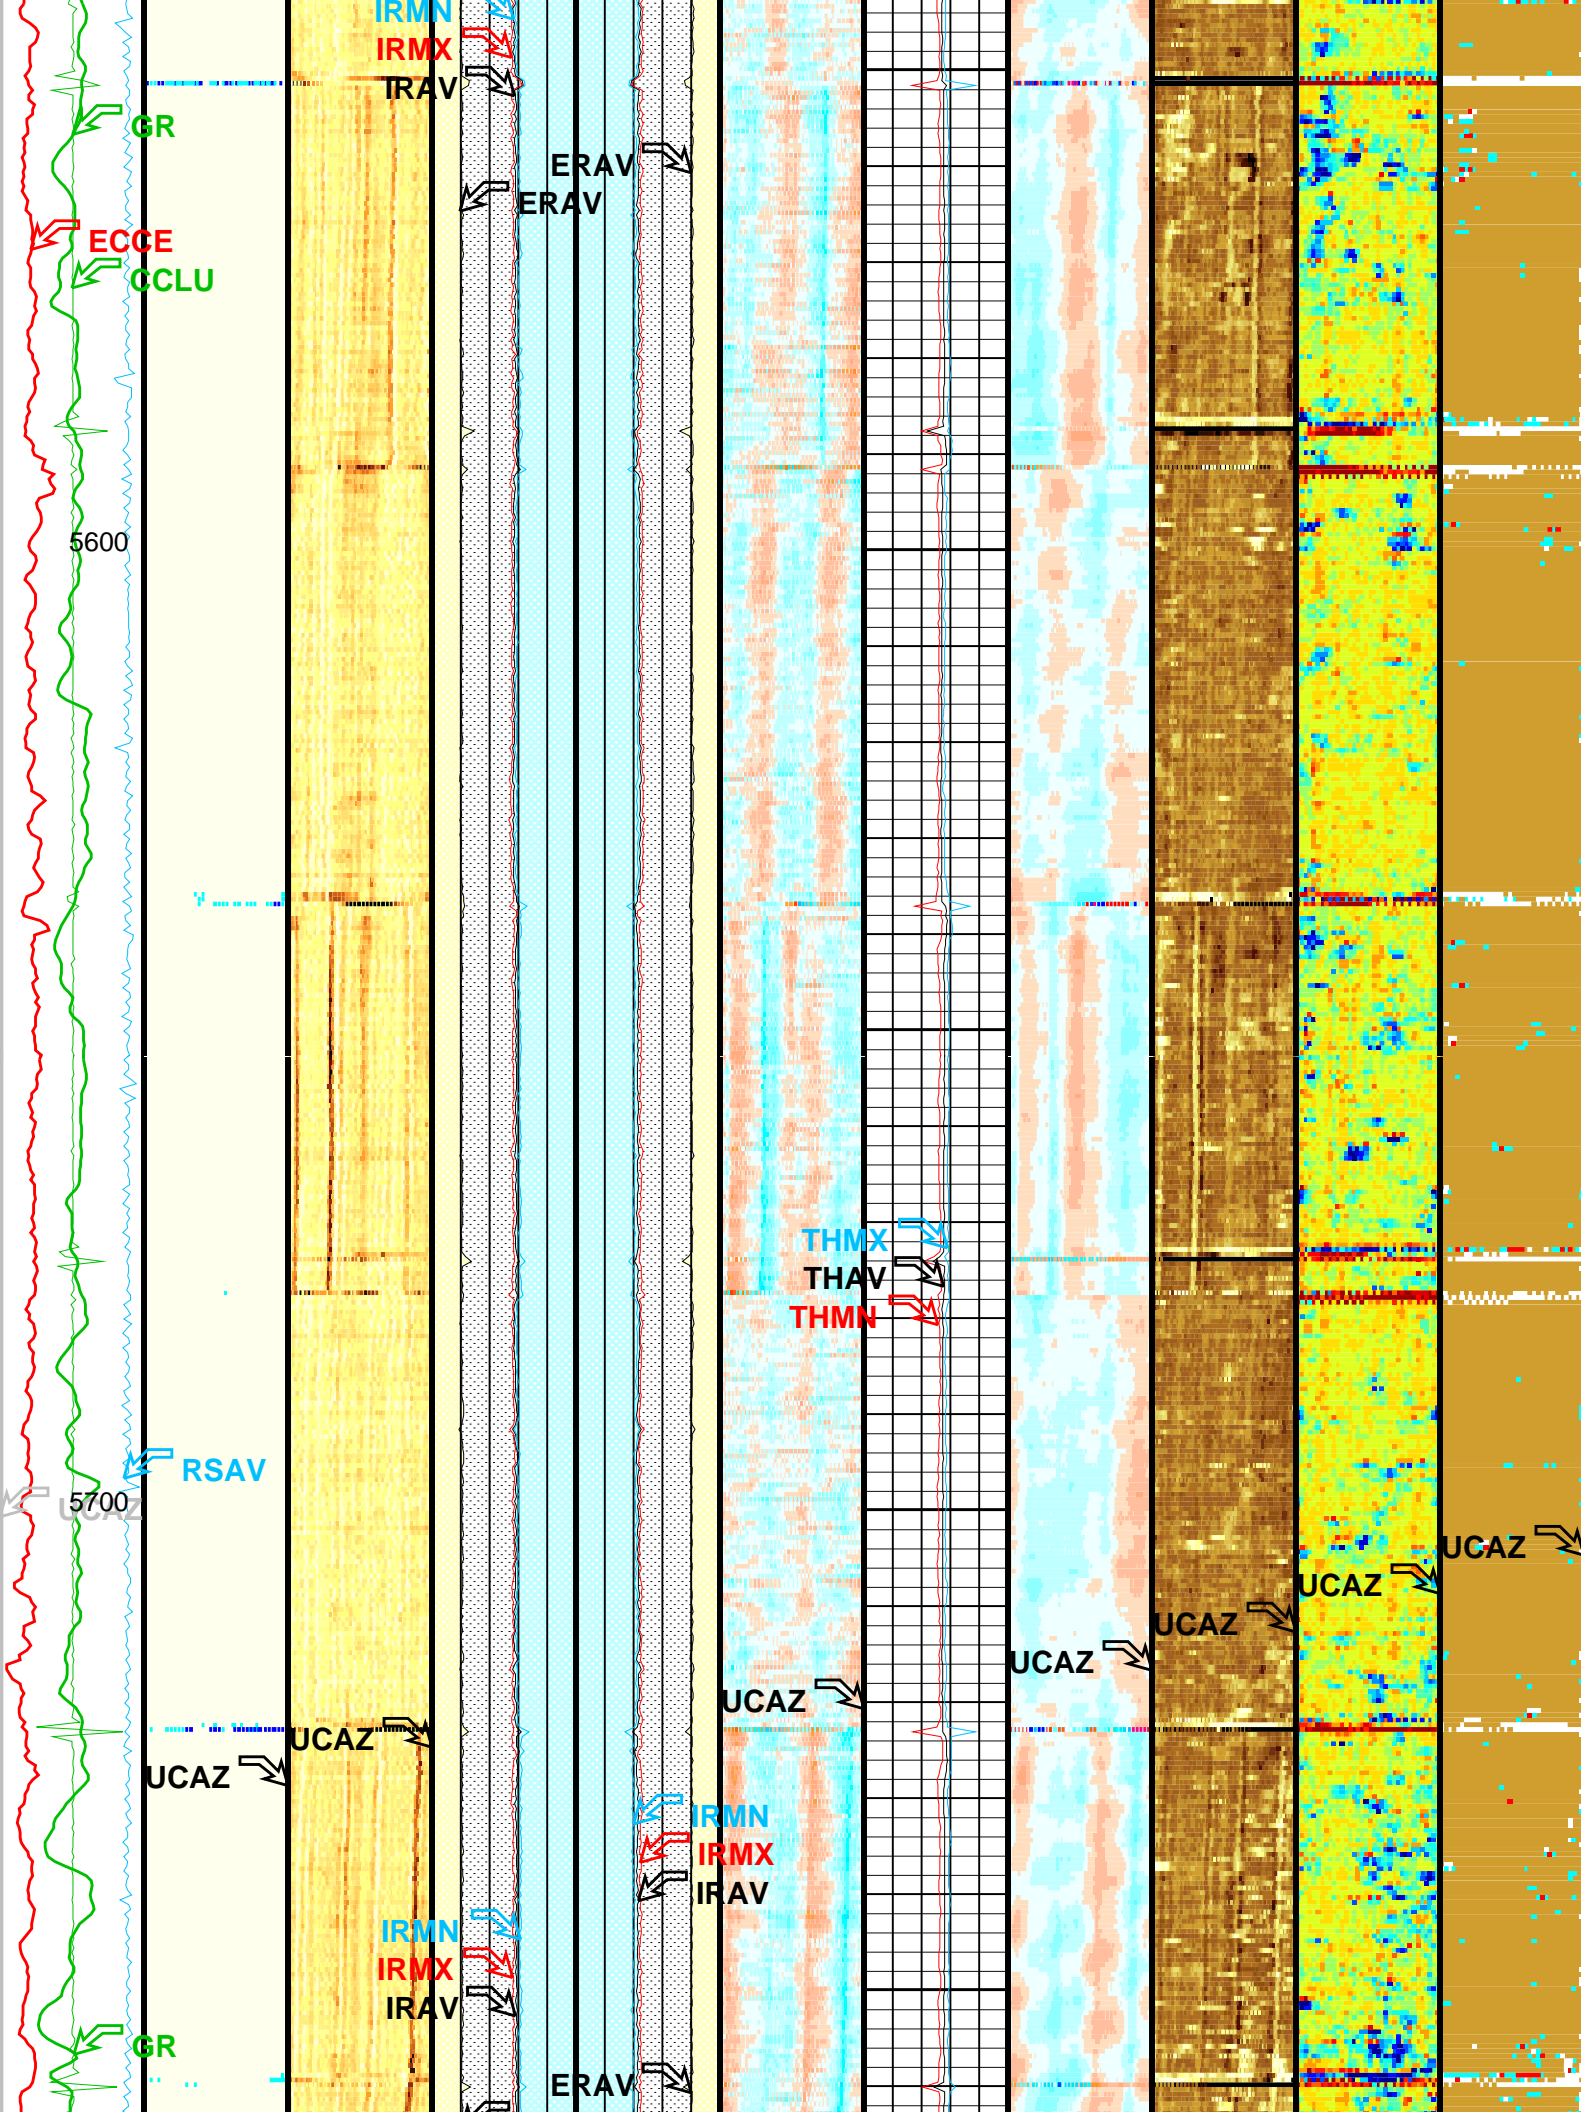 IRMN
IRMX
IRAV
GR
ERAV
ERAV
ECCE
CCLU
5600
THMX
THAV
THMN
RSAV
5700
UCAZ
UCAZ
UCAZ
UCAZ
UCAZ
UCAZ
UCAZ
UCAZ
IRMN
IRMX
IRAV
IRMN
IRMX
IRAV
GR
ERAV